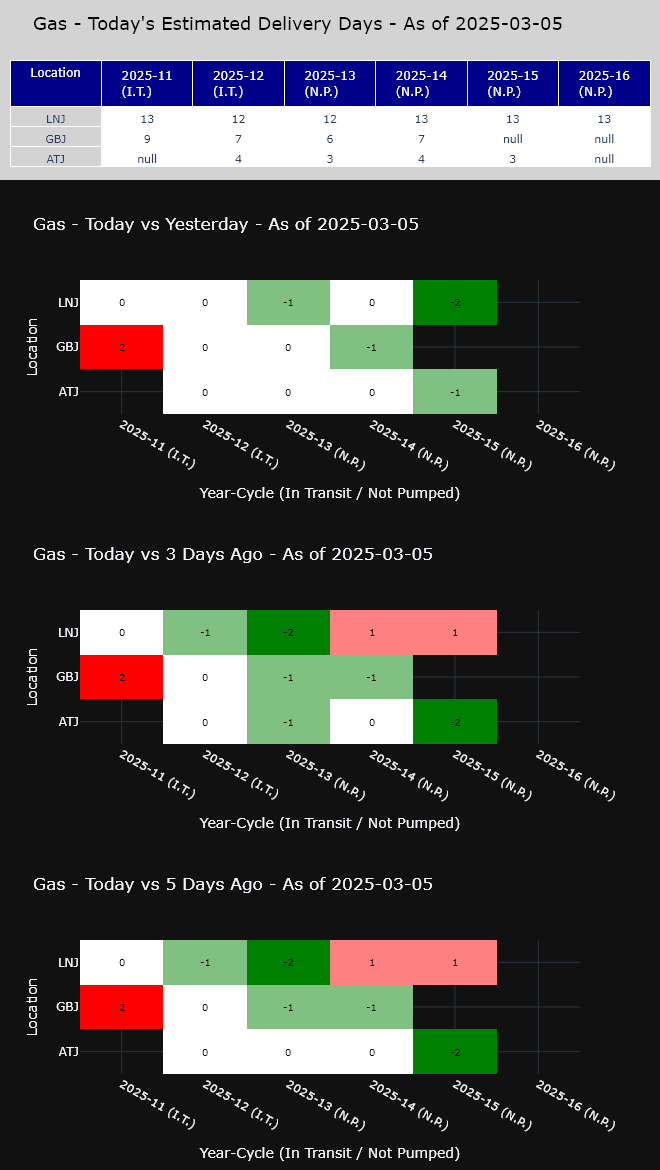 Gas - Today's Estimated Delivery Days - As of 2025-03-05
Location 2025-11 (I.T.) 2025-12 (I.T.) 2025-13 (N.P.) 2025-14 (N.P.) 2025-15 (N.P.) 2025-16 (N.P.)
LNJ 13 12 12 13 13 13
GBJ 9 7 6 7 null null
ATJ null 4 3 4 3 null
Gas - Today vs Yesterday - As of 2025-03-05
Location
LNJ 0 0 -1 0 -2
GBJ 2 0 0 -1
ATJ 0 0 0 -1
2025-11 (I.T.) 2025-12 (I.T.) 2025-13 (N.P.) 2025-14 (N.P.) 2025-15 (N.P.) 2025-16 (N.P.)
Year-Cycle (In Transit / Not Pumped)
Gas - Today vs 3 Days Ago - As of 2025-03-05
Location
LNJ 0 -1 -2 1 1
GBJ 2 0 -1 -1
ATJ 0 -1 0 -2
2025-11 (I.T.) 2025-12 (I.T.) 2025-13 (N.P.) 2025-14 (N.P.) 2025-15 (N.P.) 2025-16 (N.P.)
Year-Cycle (In Transit / Not Pumped)
Gas - Today vs 5 Days Ago - As of 2025-03-05
Location
LNJ 0 -1 -2 1 1
GBJ 2 0 -1 -1
ATJ 0 0 0 -2
2025-11 (I.T.) 2025-12 (I.T.) 2025-13 (N.P.) 2025-14 (N.P.) 2025-15 (N.P.) 2025-16 (N.P.)
Year-Cycle (In Transit / Not Pumped)